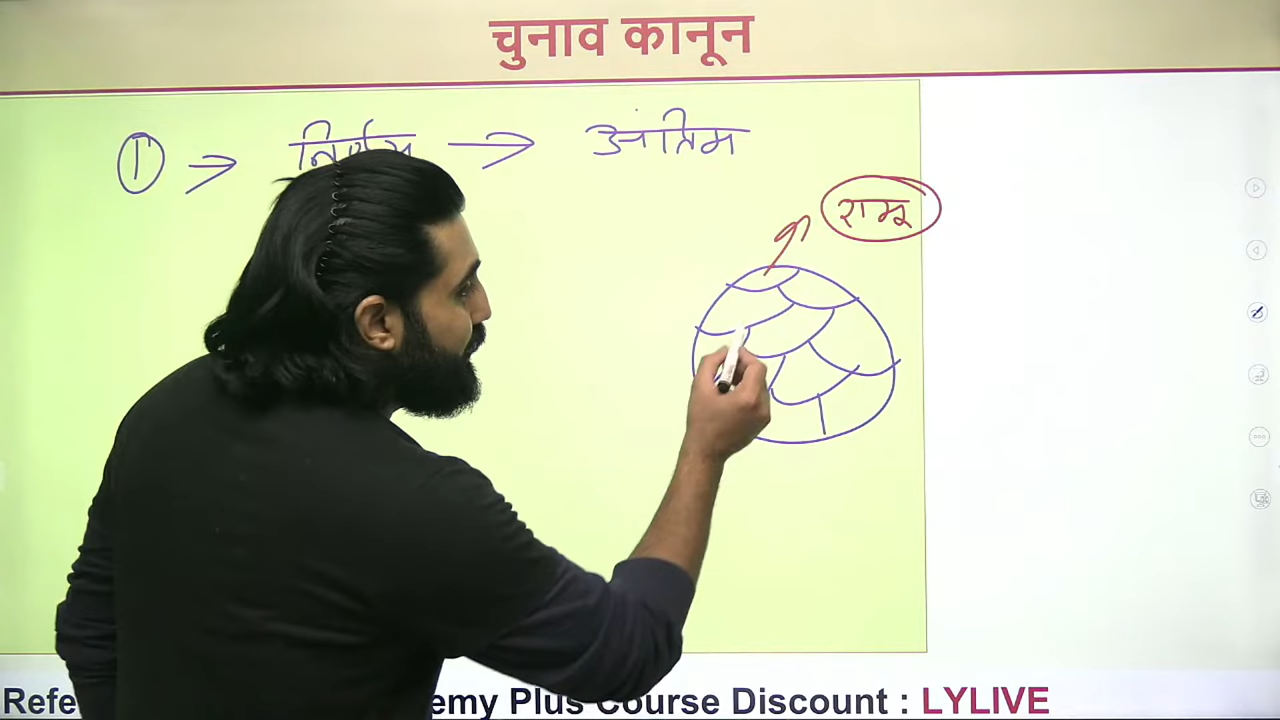 चुनाव कानून
① → निर्णय → अंतिम
रामू
Refe emy Plus Course Discount : LYLIVE